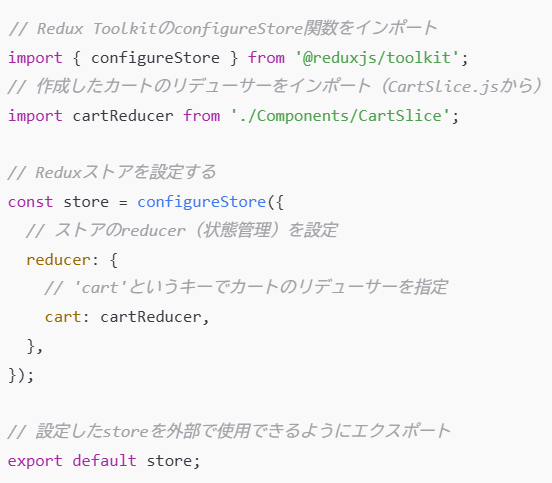 // Redux ToolkitのconfigureStore関数をインポート
import { configureStore } from '@reduxjs/toolkit';
// 作成したカートのリデューサーをインポート（CartSlice.jsから）
import cartReducer from './Components/CartSlice';
// Reduxストアを設定する
const store = configureStore({
// ストアのreducer（状態管理）を設定
reducer: {
// 'cart'というキーでカートのリデューサーを指定
cart: cartReducer,
},
});
// 設定したstoreを外部で使用できるようにエクスポート
export default store;